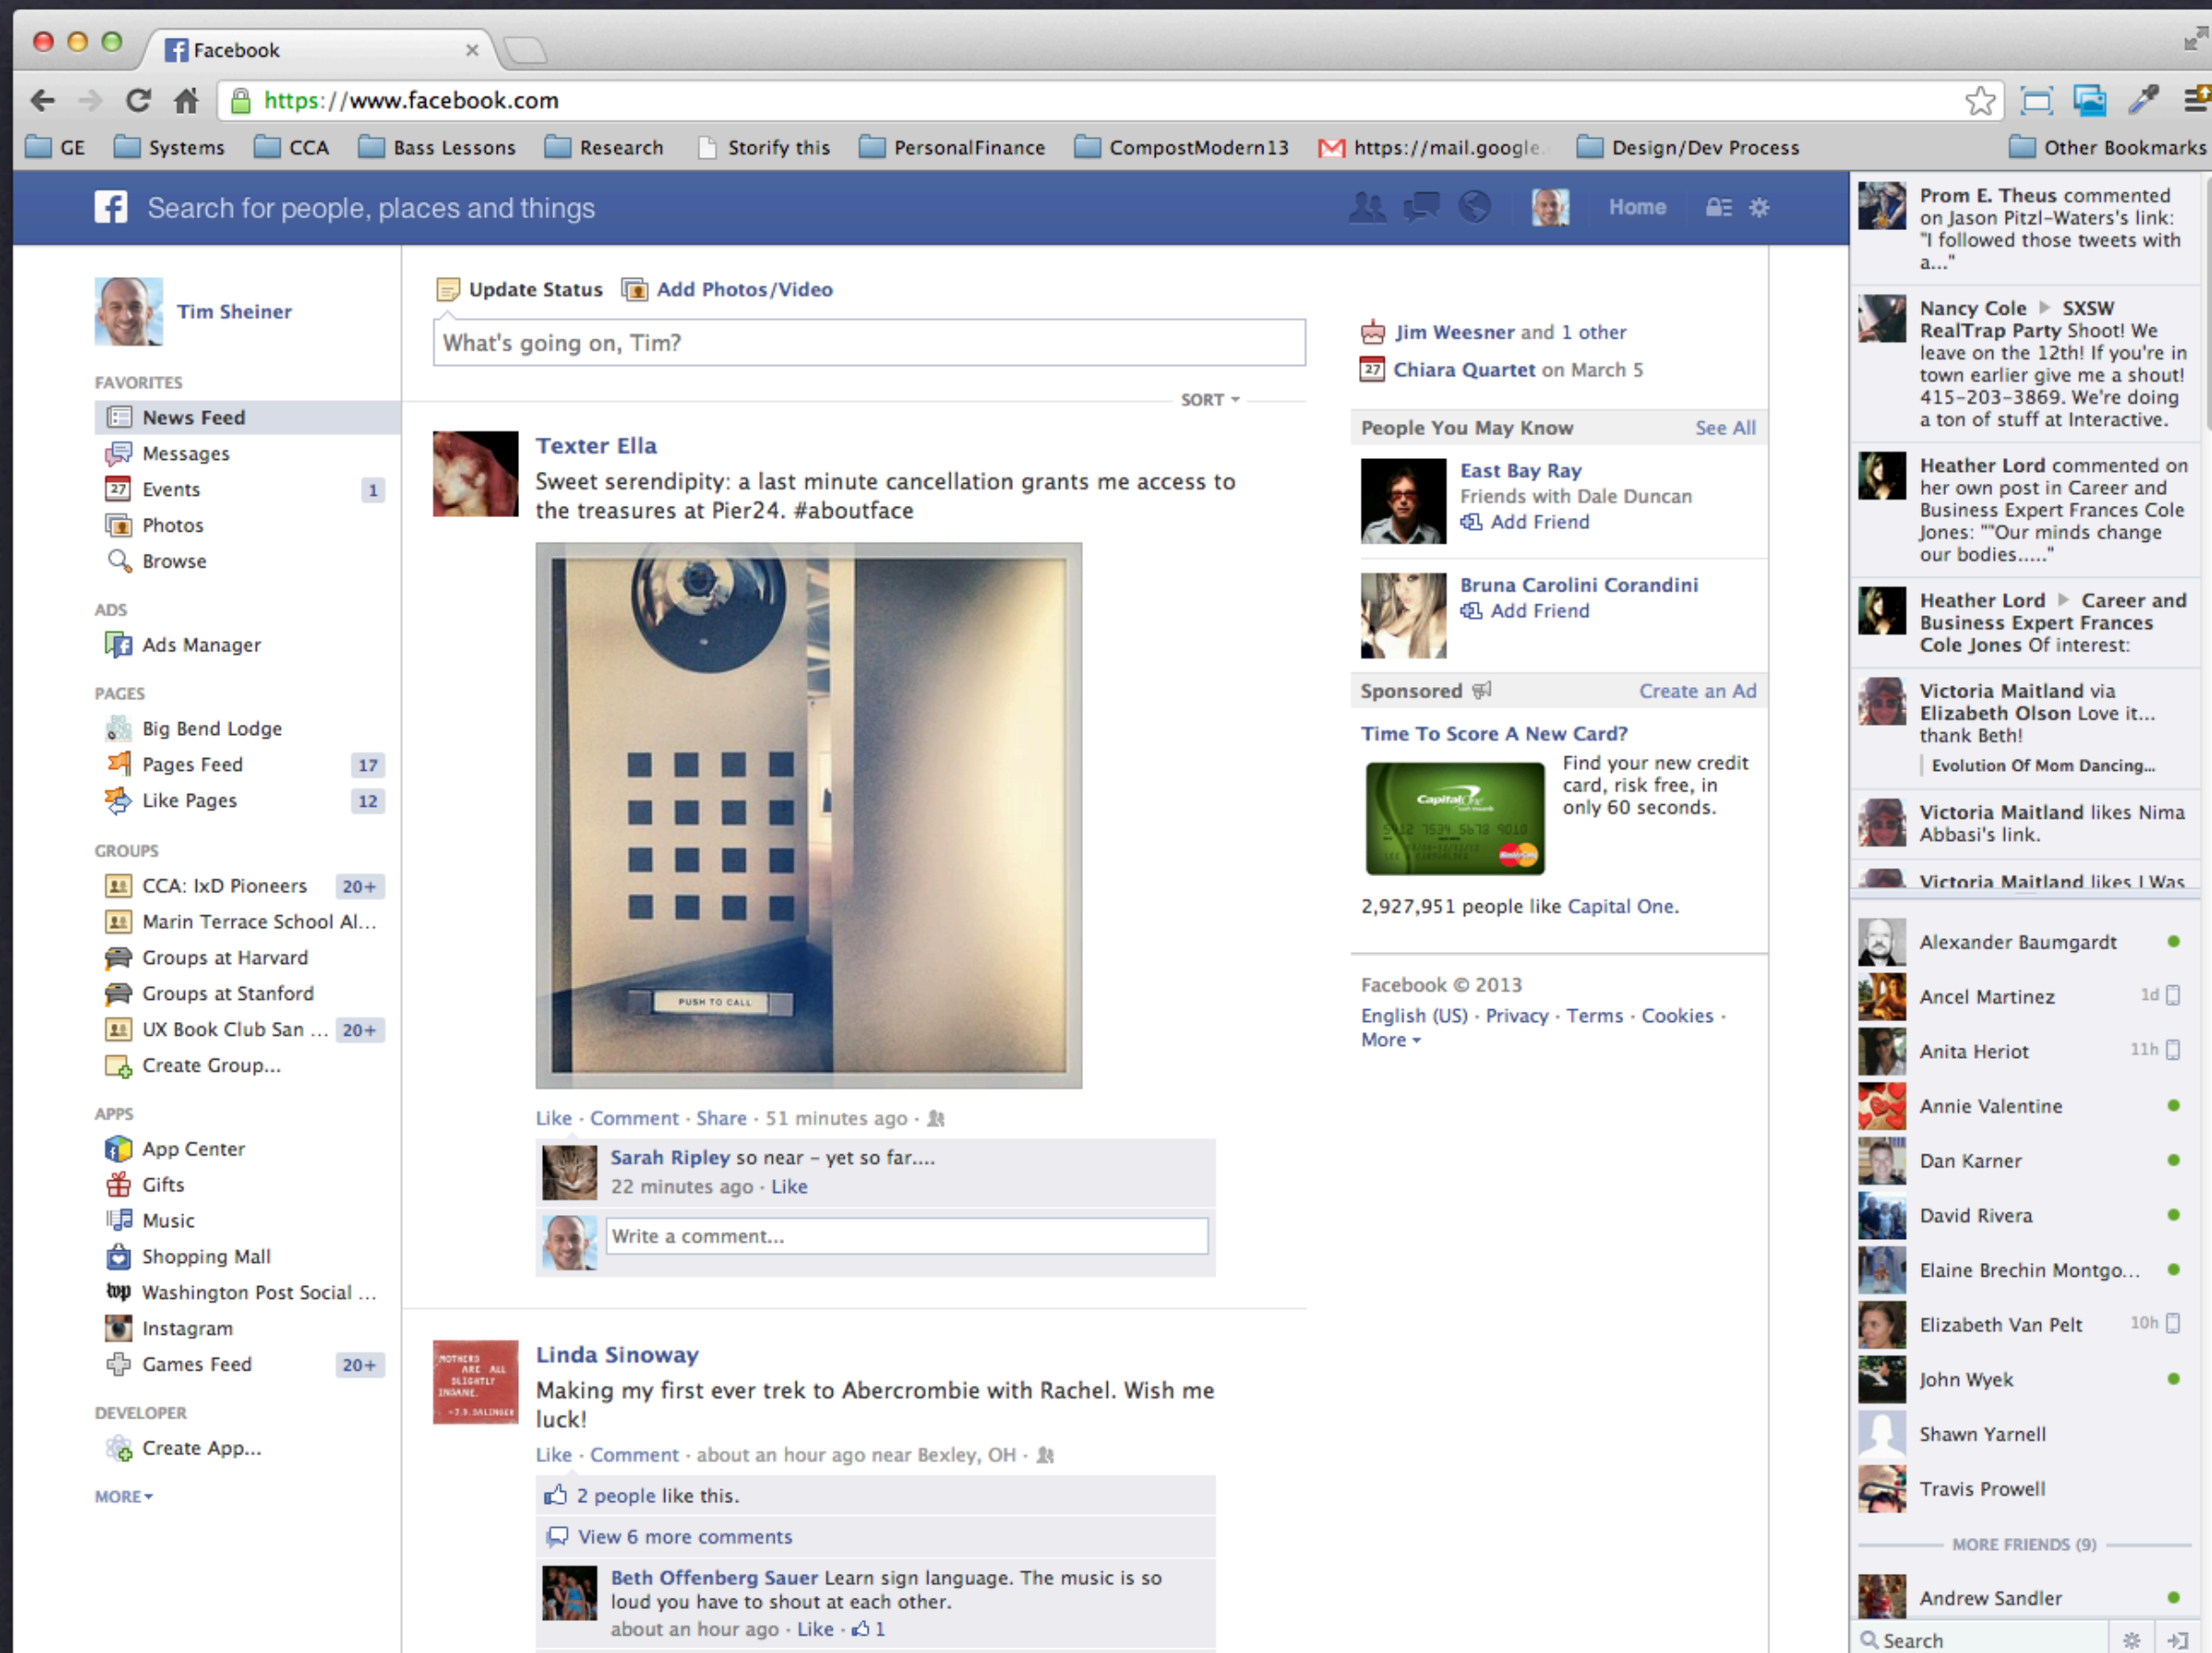 Facebook
https://www.facebook.com
GE
Systems
CCA
Bass Lessons
Research
Storify this
PersonalFinance
CompostModern13
https://mail.google.
Design/Dev Process
Other Bookmarks
Search for people, places and things
Home
Tim Sheiner
FAVORITES
News Feed
Messages
27 Events 1
Photos
Browse
ADS
Ads Manager
PAGES
BIG BEND
Big Bend Lodge
Pages Feed 17
Like Pages 12
GROUPS
CCA: IxD Pioneers 20+
Marin Terrace School Al...
Groups at Harvard
Groups at Stanford
UX Book Club San ... 20+
Create Group...
APPS
App Center
Gifts
Music
Shopping Mall
wp Washington Post Social ...
Instagram
Games Feed 20+
DEVELOPER
Create App...
MORE
Update Status Add Photos/Video
What's going on, Tim?
SORT
Texter Ella
Sweet serendipity: a last minute cancellation grants me access to
the treasures at Pier24. #aboutface
PUSH TO CALL
Like · Comment · Share · 51 minutes ago ·
Sarah Ripley so near – yet so far....
22 minutes ago · Like
Write a comment...
MOTHERS
ARE ALL
SLIGHTLY
INSANE.
-J.D. SALINGER
Linda Sinoway
Making my first ever trek to Abercrombie with Rachel. Wish me
luck!
Like · Comment · about an hour ago near Bexley, OH ·
2 people like this.
View 6 more comments
Beth Offenberg Sauer Learn sign language. The music is so
loud you have to shout at each other.
about an hour ago · Like · 1
Jim Weesner and 1 other
27 Chiara Quartet on March 5
People You May Know See All
East Bay Ray
Friends with Dale Duncan
Add Friend
Bruna Carolini Corandini
Add Friend
Sponsored Create an Ad
Time To Score A New Card?
Capital One
MasterCard
Find your new credit
card, risk free, in
only 60 seconds.
2,927,951 people like Capital One.
Facebook © 2013
English (US) · Privacy · Terms · Cookies ·
More
Prom E. Theus commented
on Jason Pitzl-Waters's link:
"I followed those tweets with
a..."
Nancy Cole ▶ SXSW
RealTrap Party Shoot! We
leave on the 12th! If you're in
town earlier give me a shout!
415-203-3869. We're doing
a ton of stuff at Interactive.
Heather Lord commented on
her own post in Career and
Business Expert Frances Cole
Jones: ""Our minds change
our bodies....."
Heather Lord ▶ Career and
Business Expert Frances
Cole Jones Of interest:
Victoria Maitland via
Elizabeth Olson Love it...
thank Beth!
Evolution Of Mom Dancing...
Victoria Maitland likes Nima
Abbasi's link.
Victoria Maitland likes I Was
Alexander Baumgardt
Ancel Martinez 1d
Anita Heriot 11h
Annie Valentine
Dan Karner
David Rivera
Elaine Brechin Montgo...
Elizabeth Van Pelt 10h
John Wyek
Shawn Yarnell
Travis Prowell
MORE FRIENDS (9)
Andrew Sandler
Search